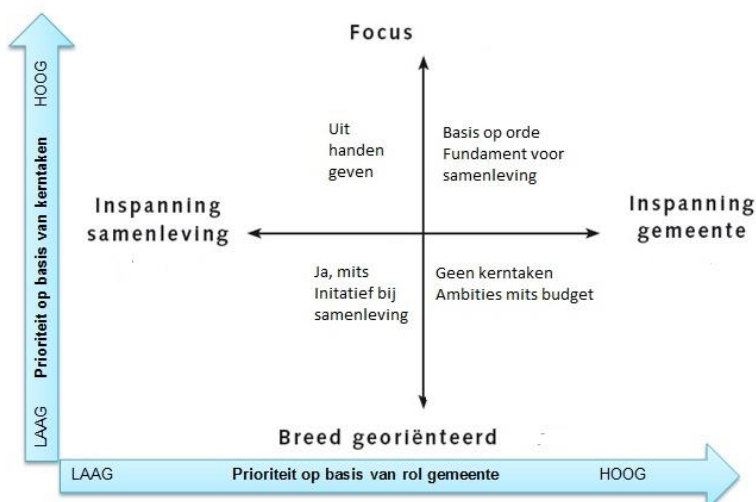 Focus
HOOG
Prioriteit op basis van kerntaken
LAAG
Uit
handen
geven
Basis op orde
Fundament voor
samenleving
Inspanning
samenleving
Inspanning
gemeente
Ja, mits
Initatief bij
samenleving
Geen kerntaken
Ambities mits budget
Breed georiënteerd
LAAG
Prioriteit op basis van rol gemeente
HOOG